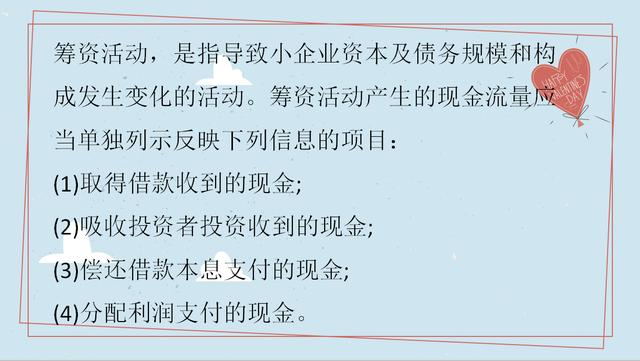 筹资活动，是指导致小企业资本及债务规模和构
成发生变化的活动。筹资活动产生的现金流量应
当单独列示反映下列信息的项目：
(1)取得借款收到的现金;
(2)吸收投资者投资收到的现金;
(3)偿还借款本息支付的现金;
(4)分配利润支付的现金。
HAPPY
VALENTINE'S
DAY